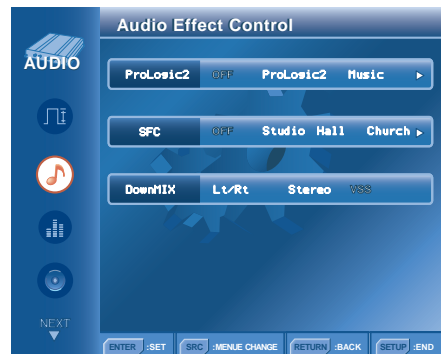 Audio Effect Control
AUDIO
ProLogic2 OFF ProLogic2 Music
SFC OFF Studio Hall Church
DownMIX Lt/Rt Stereo VSS
NEXT
ENTER :SET SRC :MENUE CHANGE RETURN :BACK SETUP :END